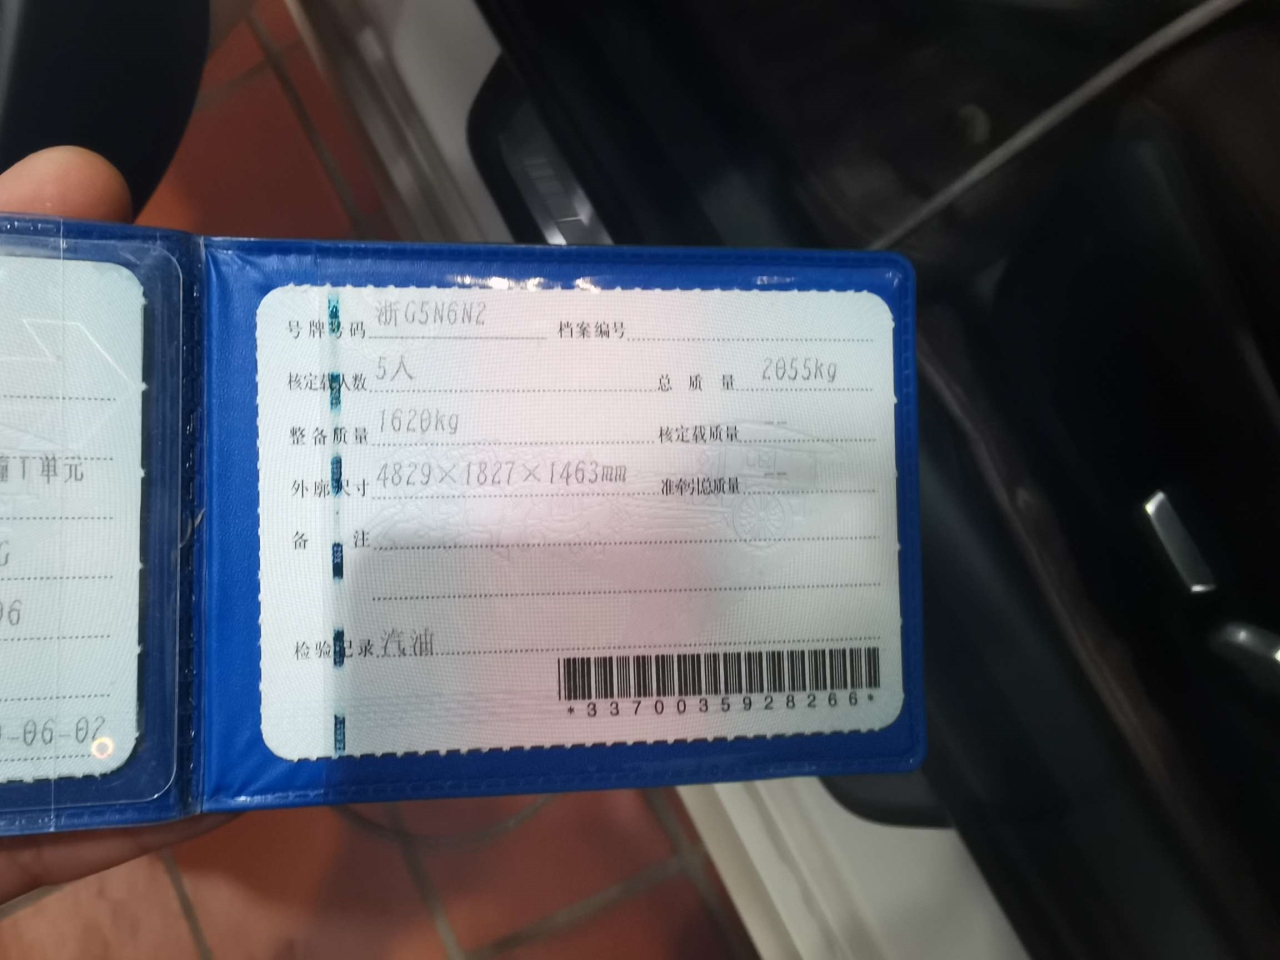 号牌号码 浙G5N6N2 档案编号
核定载人数 5人 总质量 2055kg
整备质量 1620kg 核定载质量 --
外廓尺寸 4829×1827×1463mm 准牵引总质量 --
备注
检验记录 汽油
*3370035928266*
T单元
06
-06-02